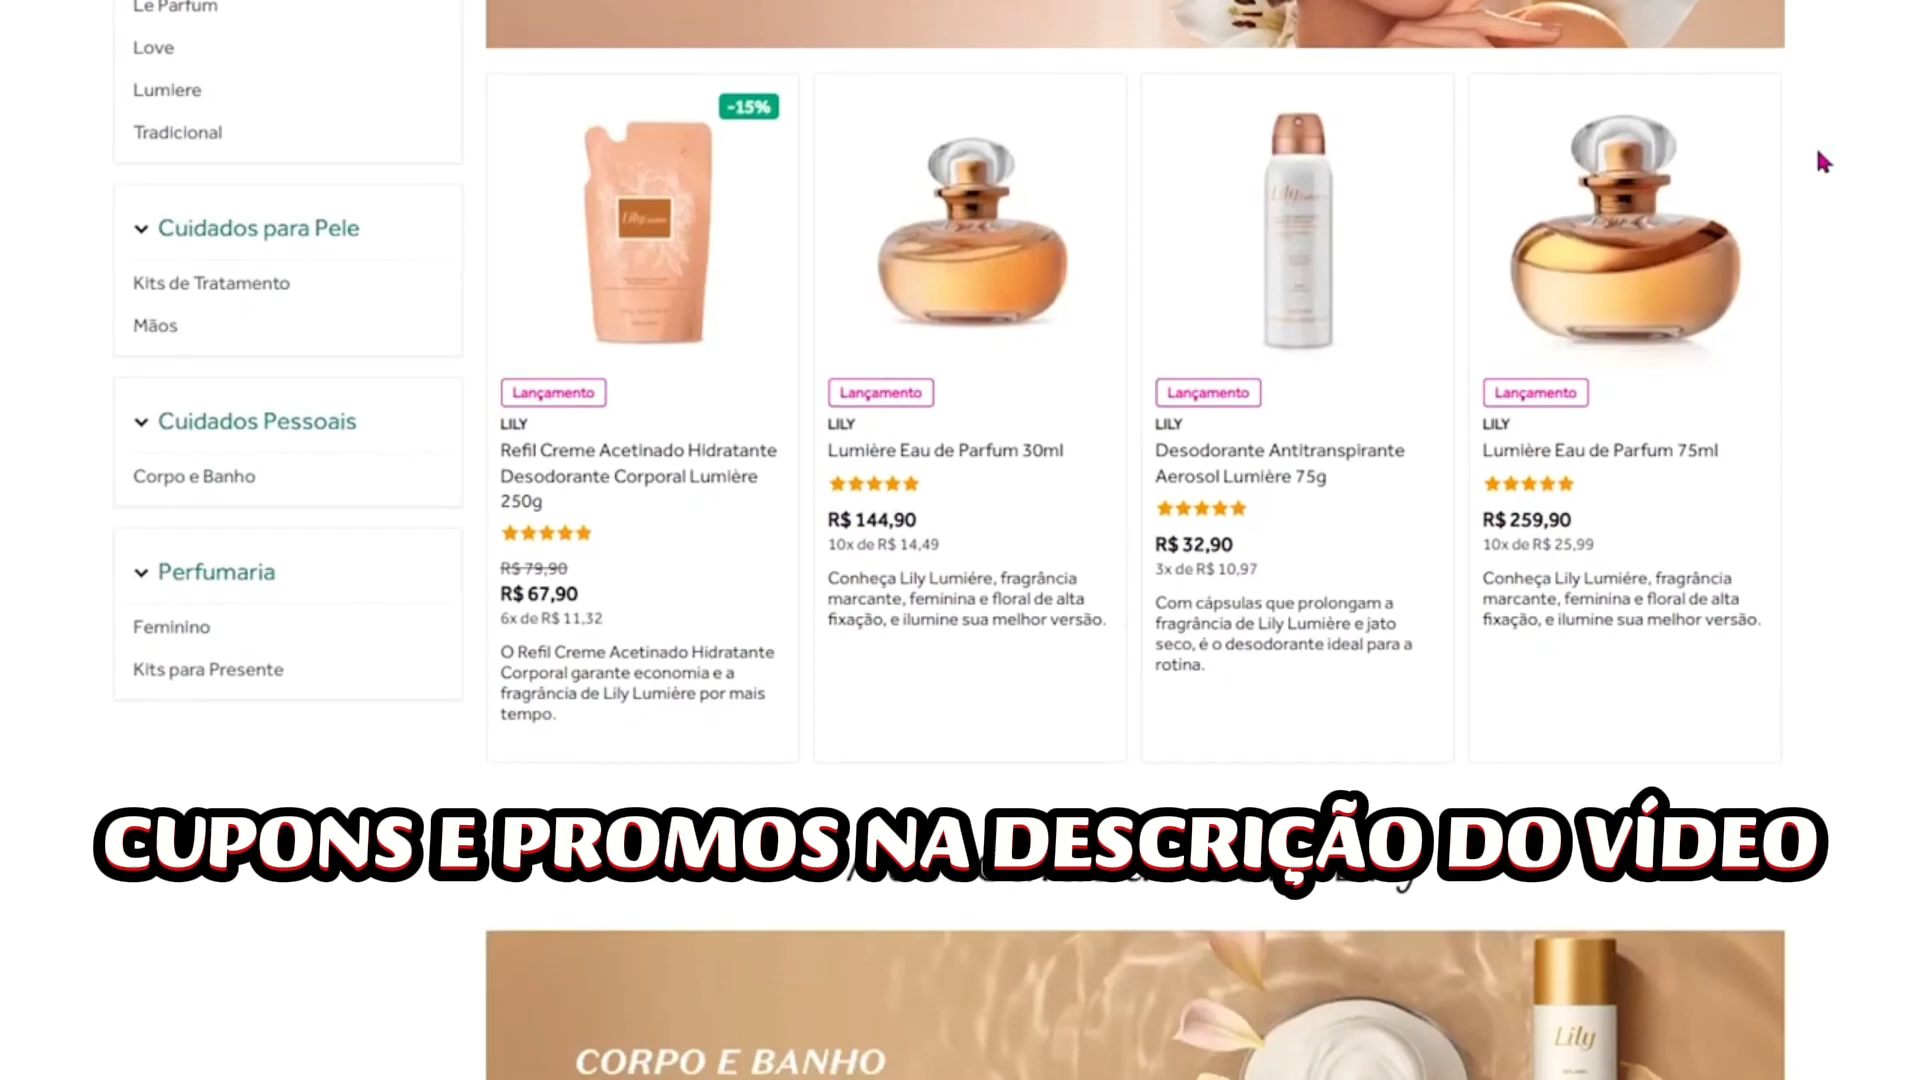 Le Parfum
Love
Lumiere
Tradicional
Cuidados para Pele
Kits de Tratamento
Mãos
Cuidados Pessoais
Corpo e Banho
Perfumaria
Feminino
Kits para Presente
-15%
Lily
Lançamento
LILY
Refil Creme Acetinado Hidratante
Desodorante Corporal Lumière
250g
R$ 79,90
R$ 67,90
6x de R$ 11,32
O Refil Creme Acetinado Hidratante
Corporal garante economia e a
fragrância de Lily Lumière por mais
tempo.
Lançamento
LILY
Lumière Eau de Parfum 30ml
R$ 144,90
10x de R$ 14,49
Conheça Lily Lumiére, fragrância
marcante, feminina e floral de alta
fixação, e ilumine sua melhor versão.
Lily
Lançamento
LILY
Desodorante Antitranspirante
Aerosol Lumière 75g
R$ 32,90
3x de R$ 10,97
Com cápsulas que prolongam a
fragrância de Lily Lumière e jato
seco, é o desodorante ideal para a
rotina.
Lançamento
LILY
Lumière Eau de Parfum 75ml
R$ 259,90
10x de R$ 25,99
Conheça Lily Lumiére, fragrância
marcante, feminina e floral de alta
fixação, e ilumine sua melhor versão.
CUPONS E PROMOS NA DESCRIÇÃO DO VÍDEO
CORPO E BANHO
Lily